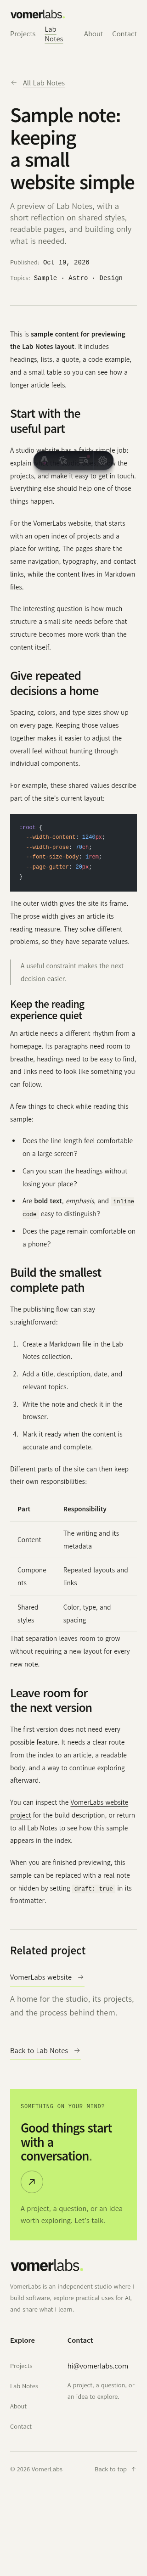 vomerlabs.
Projects
Lab
Notes
About
Contact
← All Lab Notes
Sample note:
keeping
a small
website simple
A preview of Lab Notes, with a
short reflection on shared styles,
readable pages, and building only
what is needed.
Published: Oct 19, 2026
Topics: Sample · Astro · Design
This is sample content for previewing
the Lab Notes layout. It includes
headings, lists, a quote, a code example,
and a small table so you can see how a
longer article feels.
Start with the
useful part
A studio website has a fairly simple job:
explain
the
projects, and make it easy to get in touch.
Everything else should help one of those
things happen.
For the VomerLabs website, that starts
with an open index of projects and a
place for writing. The pages share the
same navigation, typography, and contact
links, while the content lives in Markdown
files.
The interesting question is how much
structure a small site needs before that
structure becomes more work than the
content itself.
Give repeated
decisions a home
Spacing, colors, and type sizes show up
on every page. Keeping those values
together makes it easier to adjust the
overall feel without hunting through
individual components.
For example, these shared values describe
part of the site's current layout:
:root {
--width-content: 1240px;
--width-prose: 70ch;
--font-size-body: 1rem;
--page-gutter: 20px;
}
The outer width gives the site its frame.
The prose width gives an article its
reading measure. They solve different
problems, so they have separate values.
A useful constraint makes the next
decision easier.
Keep the reading
experience quiet
An article needs a different rhythm from a
homepage. Its paragraphs need room to
breathe, headings need to be easy to find,
and links need to look like something you
can follow.
A few things to check while reading this
sample:
• Does the line length feel comfortable
on a large screen?
• Can you scan the headings without
losing your place?
• Are bold text, emphasis, and inline
code easy to distinguish?
• Does the page remain comfortable on
a phone?
Build the smallest
complete path
The publishing flow can stay
straightforward:
1. Create a Markdown file in the Lab
Notes collection.
2. Add a title, description, date, and
relevant topics.
3. Write the note and check it in the
browser.
4. Mark it ready when the content is
accurate and complete.
Different parts of the site can then keep
their own responsibilities:
Part Responsibility
Content The writing and its
metadata
Compone
nts Repeated layouts and
links
Shared
styles Color, type, and
spacing
That separation leaves room to grow
without requiring a new layout for every
new note.
Leave room for
the next version
The first version does not need every
possible feature. It needs a clear route
from the index to an article, a readable
body, and a way to continue exploring
afterward.
You can inspect the VomerLabs website
project for the build description, or return
to all Lab Notes to see how this sample
appears in the index.
When you are finished previewing, this
sample can be replaced with a real note
or hidden by setting draft: true in its
frontmatter.
Related project
VomerLabs website →
A home for the studio, its projects,
and the process behind them.
Back to Lab Notes →
SOMETHING ON YOUR MIND?
Good things start
with a
conversation.
↗
A project, a question, or an idea
worth exploring. Let's talk.
vomerlabs.
VomerLabs is an independent studio where I
build software, explore practical uses for AI,
and share what I learn.
Explore
Projects
Lab Notes
About
Contact
Contact
hi@vomerlabs.com
A project, a question, or
an idea to explore.
© 2026 VomerLabs
Back to top ↑